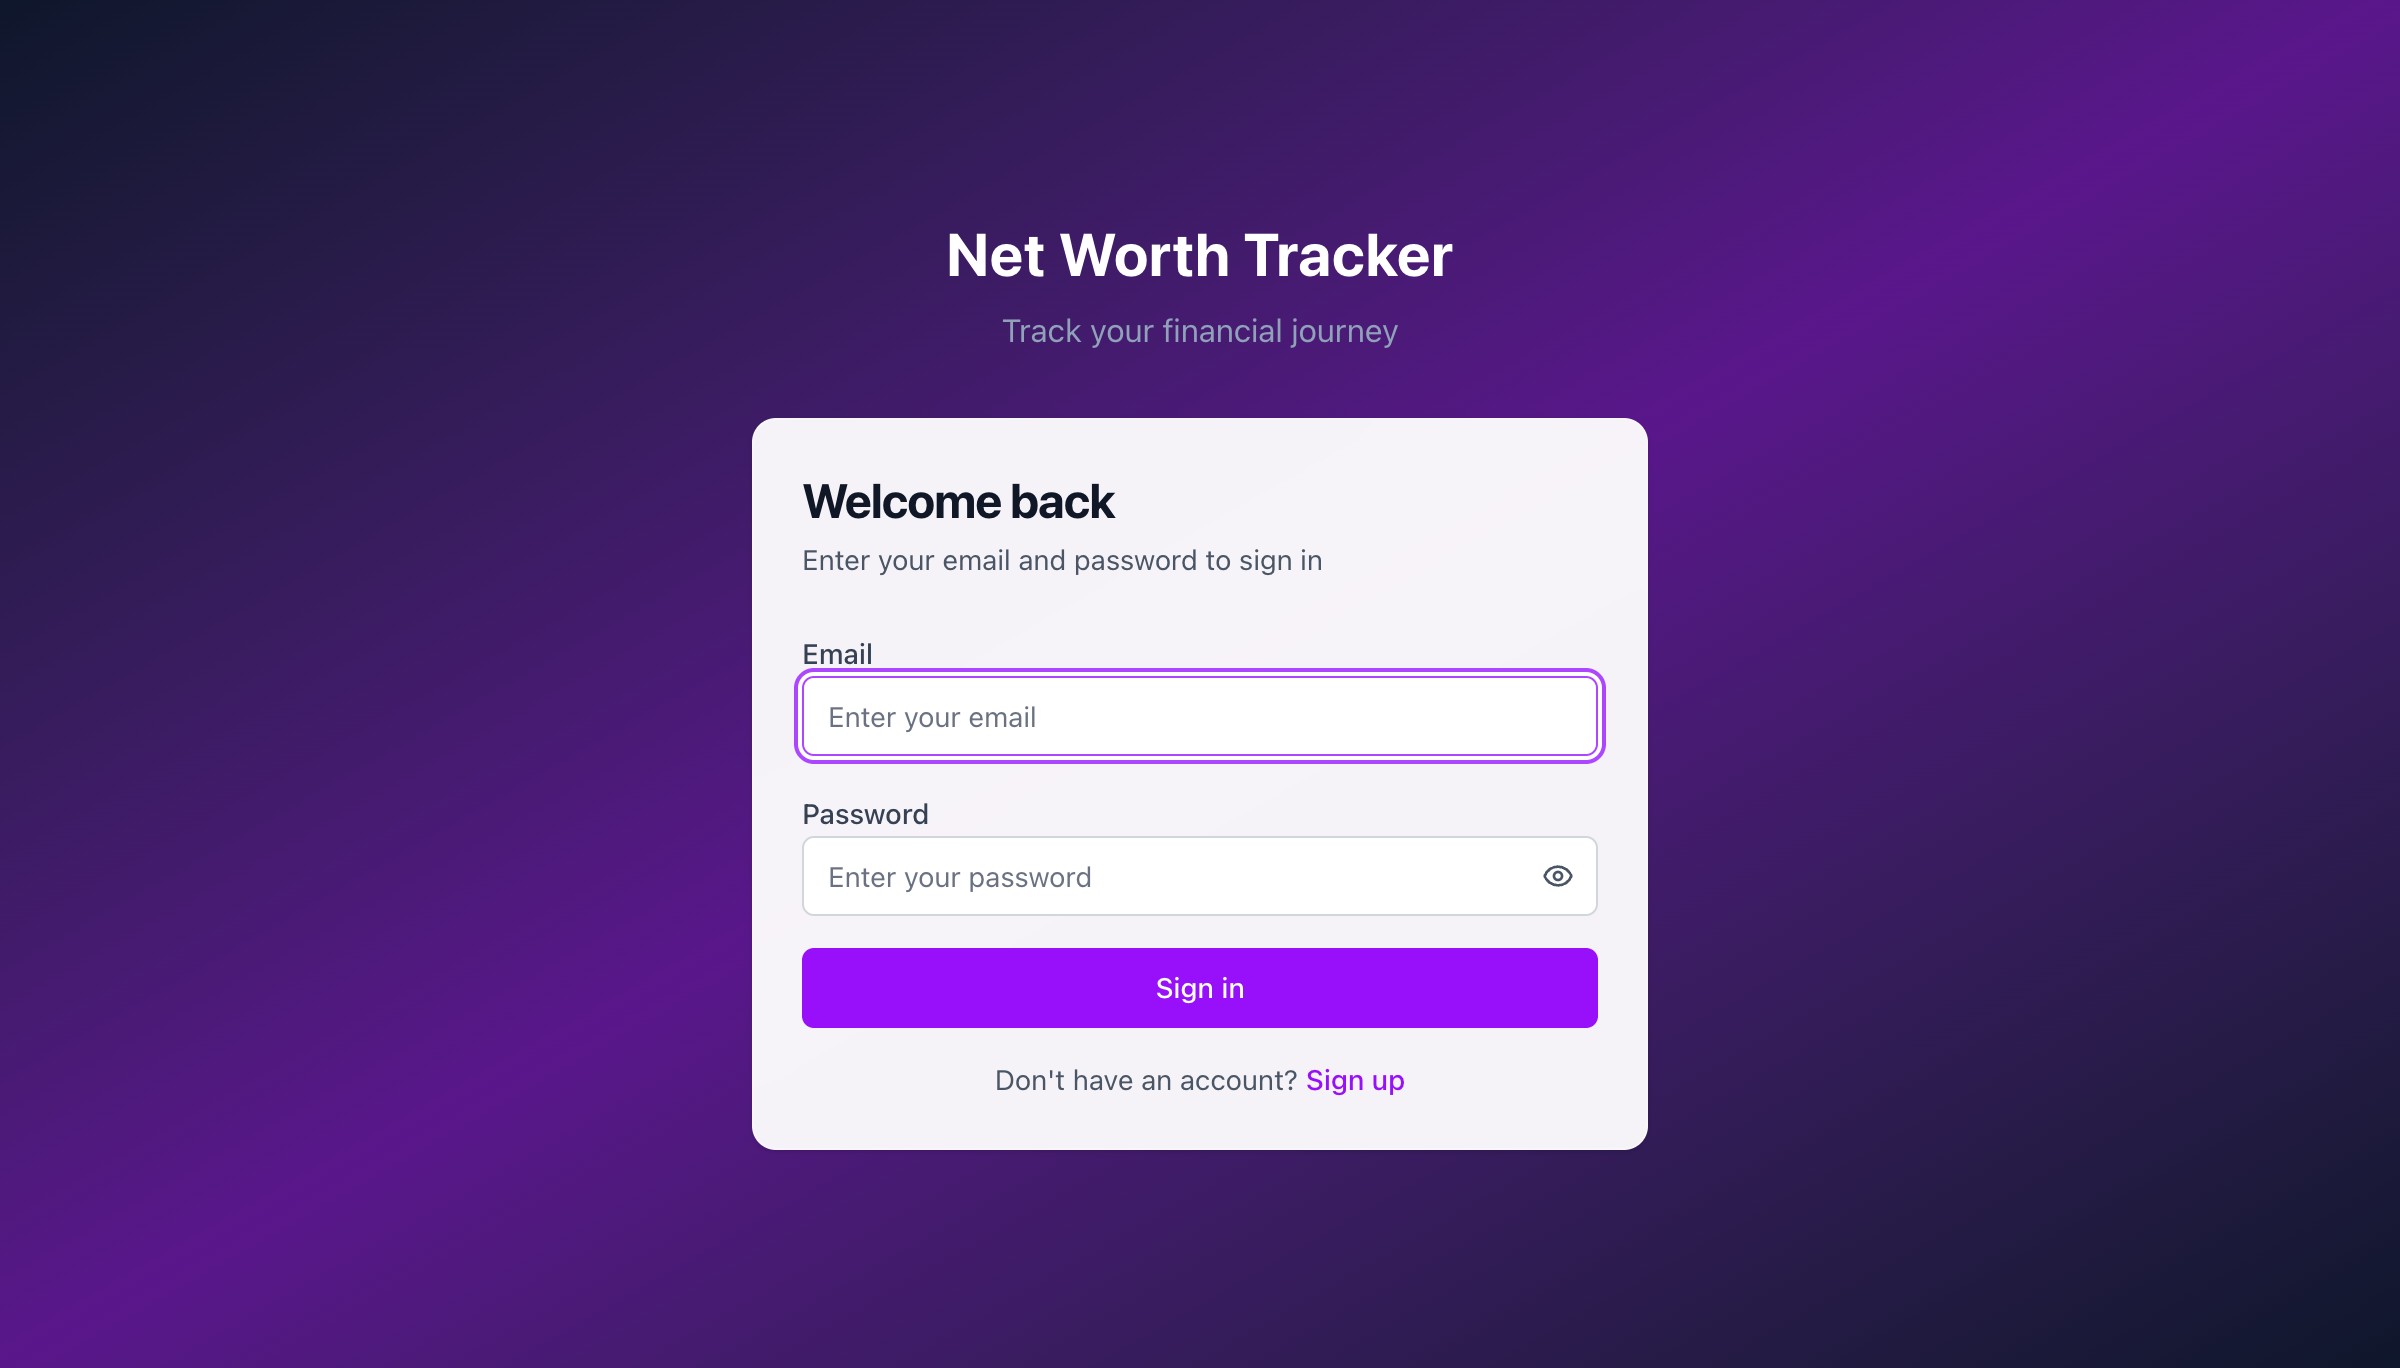 Net Worth Tracker
Track your financial journey
Welcome back
Enter your email and password to sign in
Email
Enter your email
Password
Enter your password
Sign in
Don't have an account? Sign up